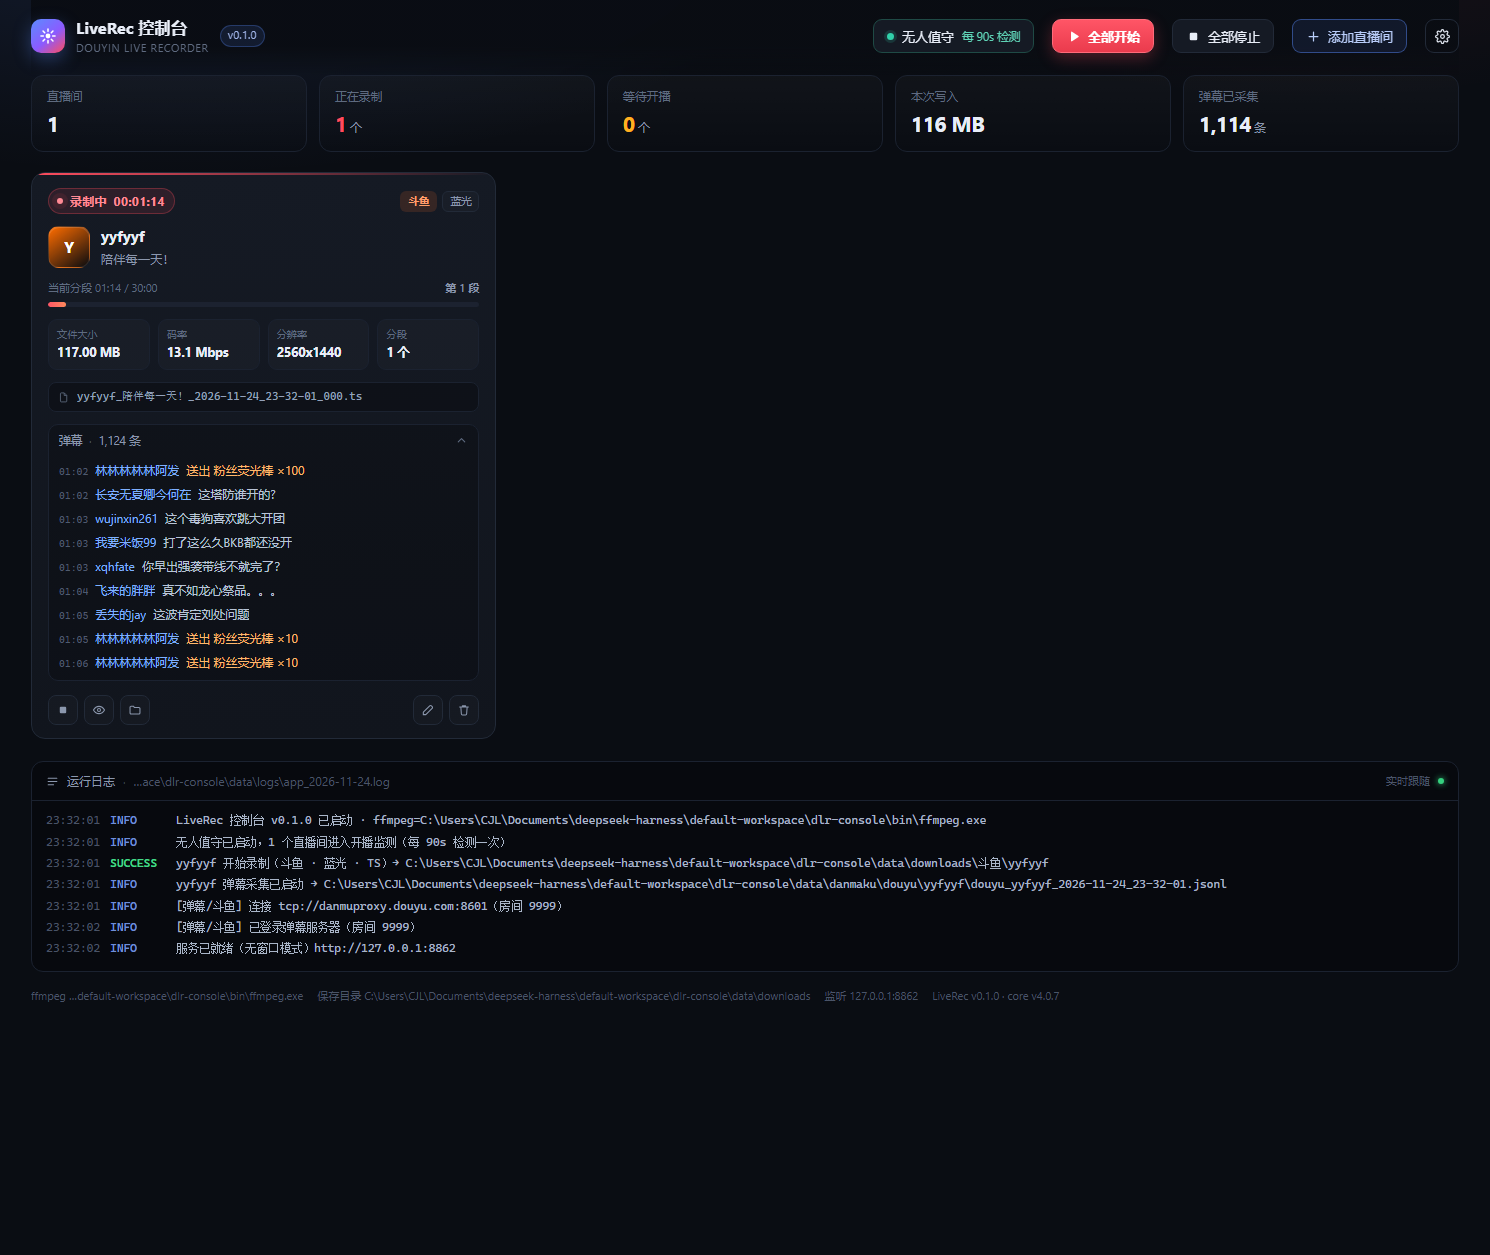 LiveRec 控制台
DOUYIN LIVE RECORDER
v0.1.0
无人值守 每 90s 检测
全部开始
全部停止
添加直播间
直播间
1
正在录制
1 个
等待开播
0 个
本次写入
116 MB
弹幕已采集
1,114 条
录制中 00:01:14
斗鱼
蓝光
Y
yyfyyf
陪伴每一天!
当前分段 01:14 / 30:00
第 1 段
文件大小
117.00 MB
码率
13.1 Mbps
分辨率
2560x1440
分段
1 个
yyfyyf_陪伴每一天! _2026-11-24_23-32-01_000.ts
弹幕 · 1,124 条
01:02 林林林林林阿发 送出 粉丝荧光棒 ×100
01:02 长安无夏卿今何在 这塔防谁开的?
01:03 wujinxin261 这个毒狗喜欢跳大开团
01:03 我要米饭99 打了这么久BKB都还没开
01:03 xqhfate 你早出强袭带线不就完了?
01:04 飞来的胖胖 真不如龙心祭品。。。
01:05 丢失的jay 这波肯定刘处问题
01:05 林林林林林阿发 送出 粉丝荧光棒 ×10
01:06 林林林林林阿发 送出 粉丝荧光棒 ×10
运行日志 · ...ace\dlr-console\data\logs\app_2026-11-24.log
实时跟随
23:32:01 INFO LiveRec 控制台 v0.1.0 已启动 · ffmpeg=C:\Users\CJL\Documents\deepseek-harness\default-workspace\dlr-console\bin\ffmpeg.exe
23:32:01 INFO 无人值守已启动，1 个直播间进入开播监测（每 90s 检测一次）
23:32:01 SUCCESS yyfyyf 开始录制（斗鱼 · 蓝光 · TS）→ C:\Users\CJL\Documents\deepseek-harness\default-workspace\dlr-console\data\downloads\斗鱼\yyfyyf
23:32:01 INFO yyfyyf 弹幕采集已启动 → C:\Users\CJL\Documents\deepseek-harness\default-workspace\dlr-console\data\danmaku\douyu\yyfyyf\douyu_yyfyyf_2026-11-24_23-32-01.jsonl
23:32:01 INFO [弹幕/斗鱼] 连接 tcp://danmuproxy.douyu.com:8601（房间 9999）
23:32:02 INFO [弹幕/斗鱼] 已登录弹幕服务器（房间 9999）
23:32:02 INFO 服务已就绪（无窗口模式）http://127.0.0.1:8862
ffmpeg ...default-workspace\dlr-console\bin\ffmpeg.exe 保存目录 C:\Users\CJL\Documents\deepseek-harness\default-workspace\dlr-console\data\downloads 监听 127.0.0.1:8862 LiveRec v0.1.0 · core v4.0.7